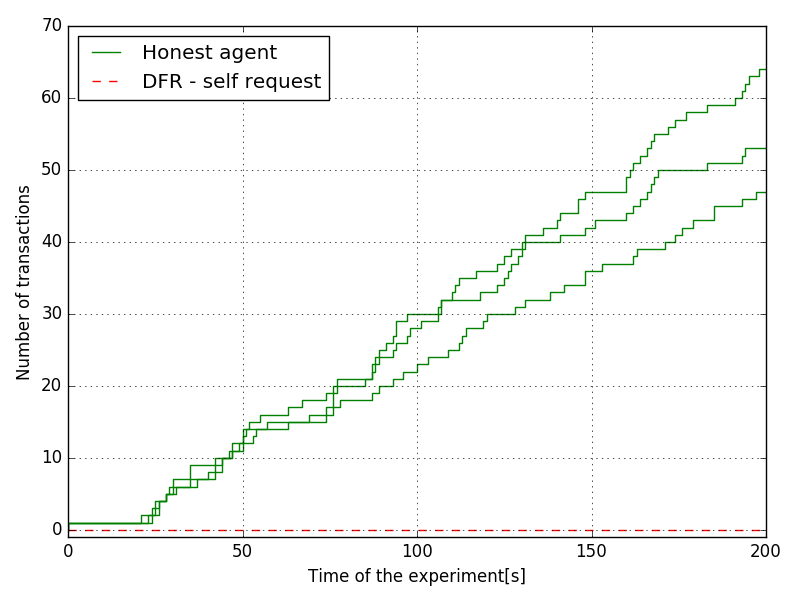 70
60
50
40
30
20
10
0
Number of transactions
Honest agent
DFR - self request
0 50 100 150 200
Time of the experiment[s]